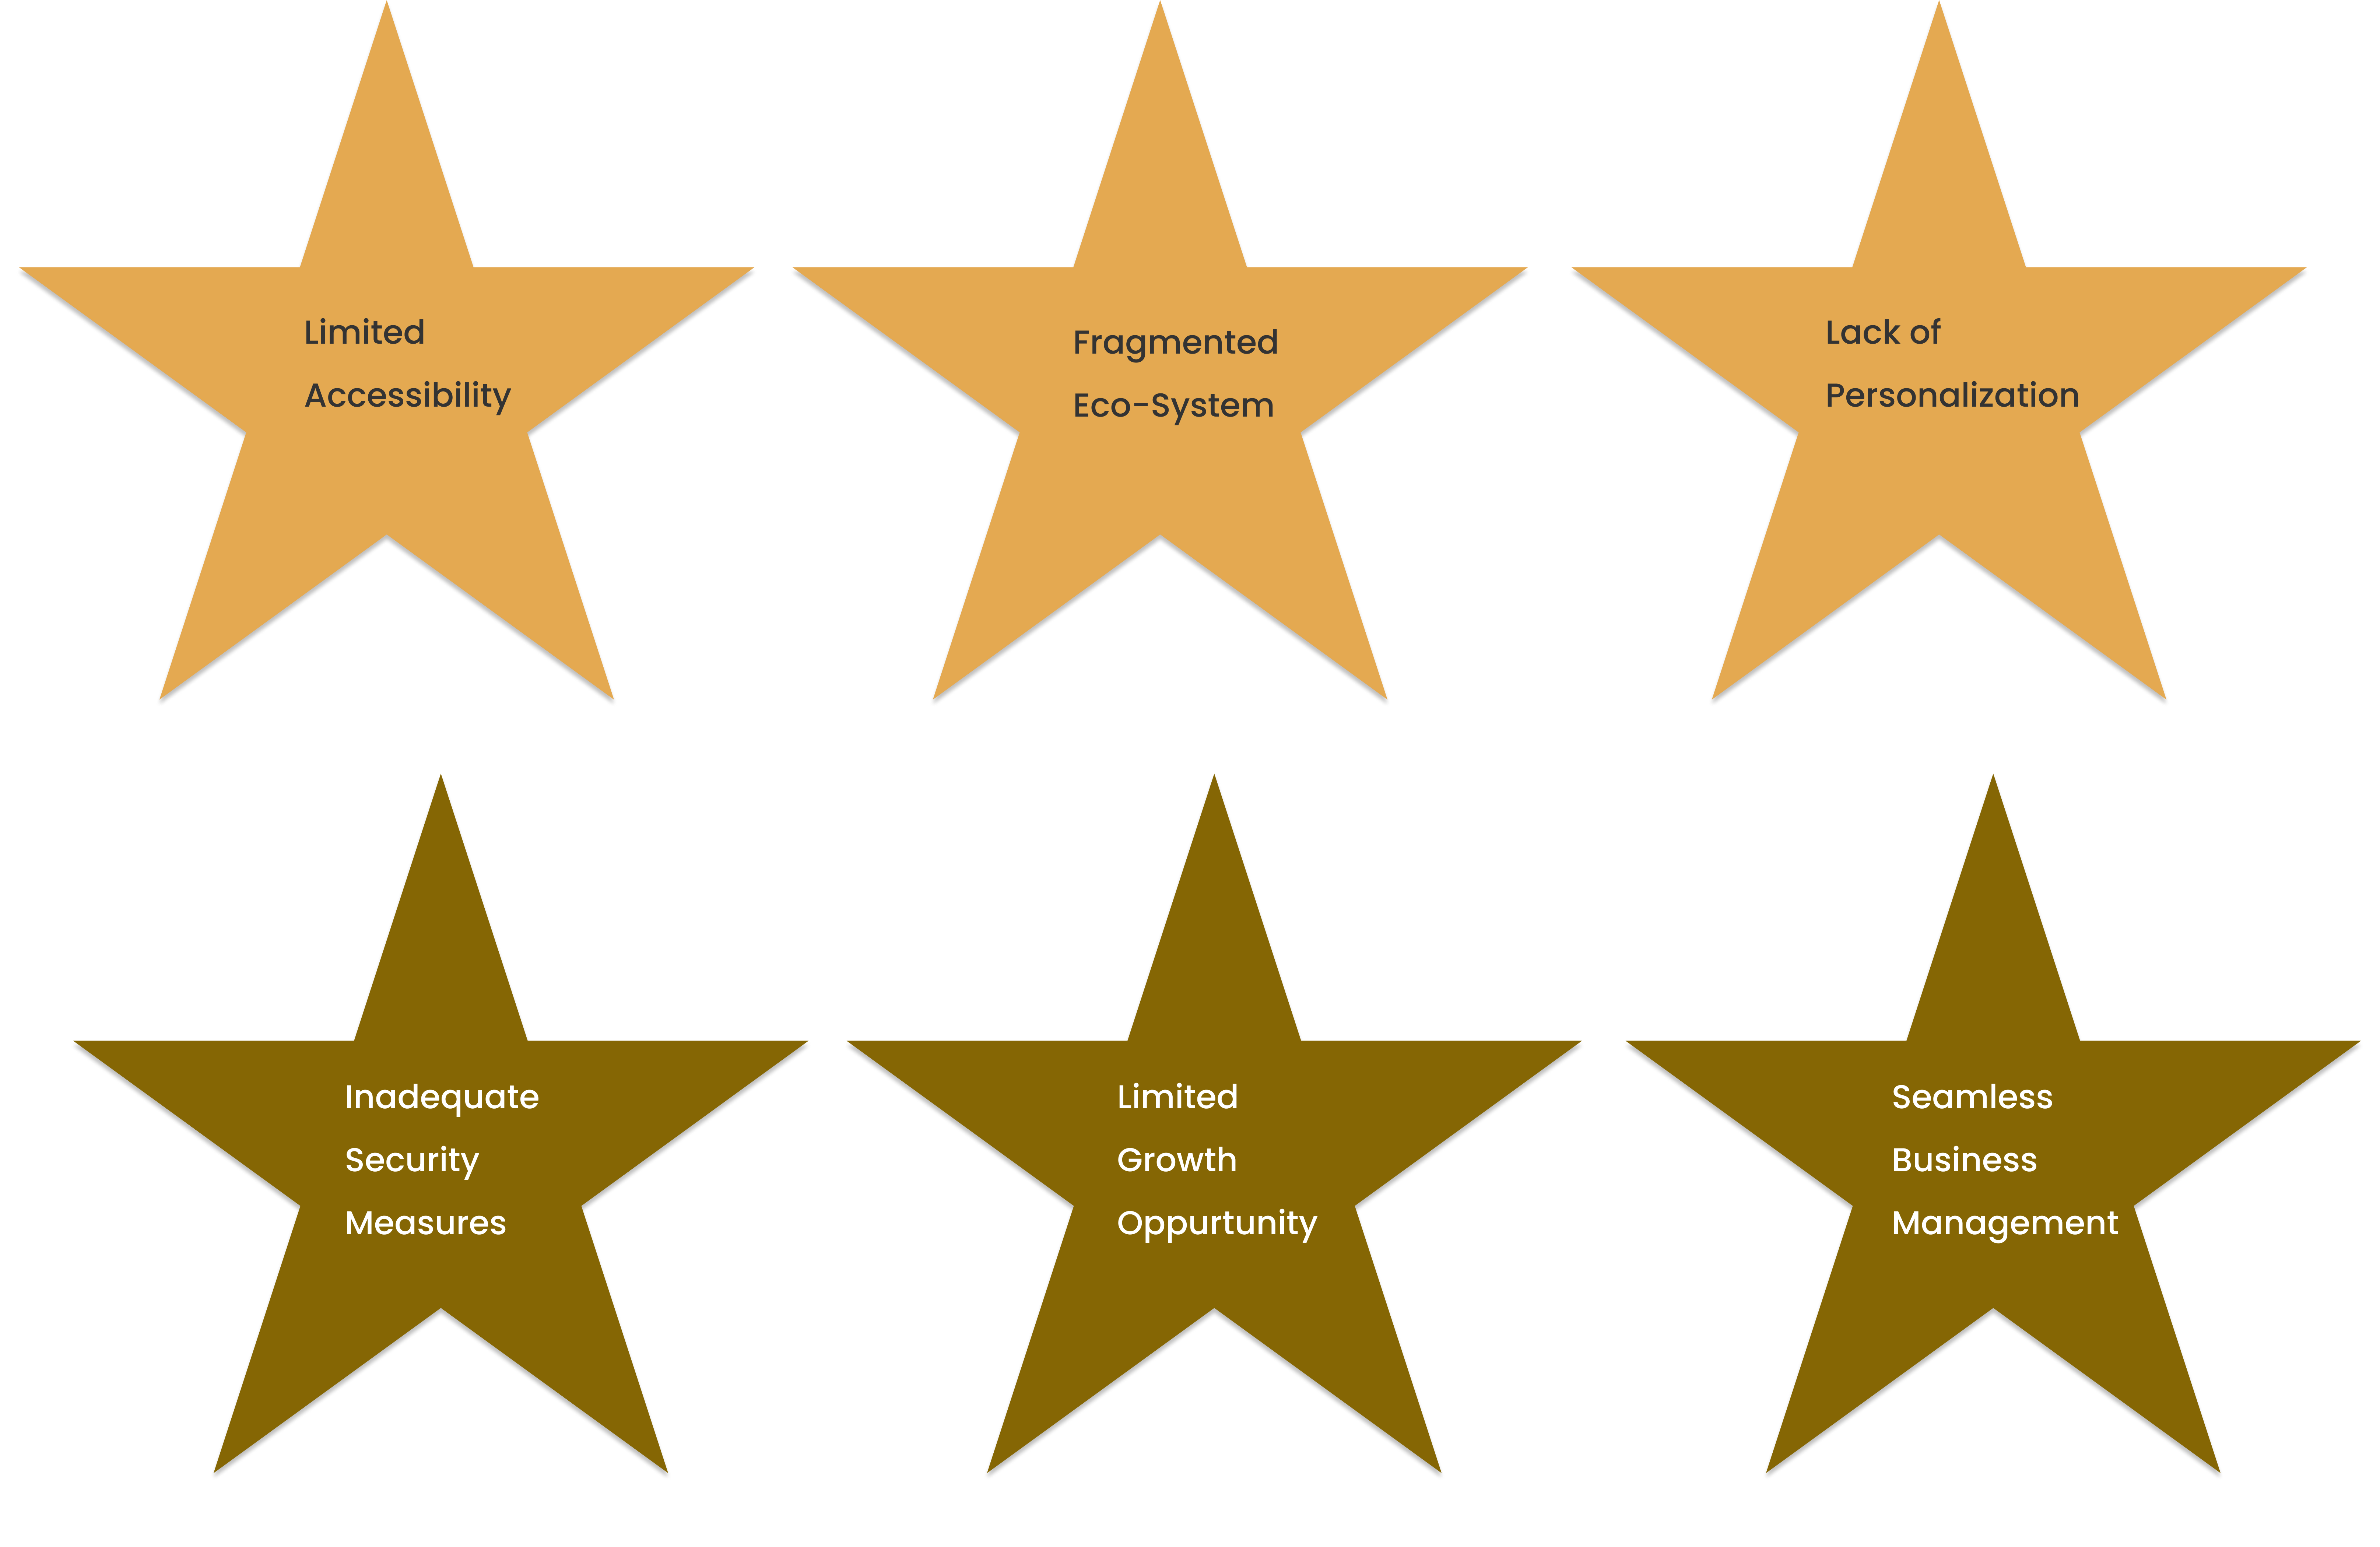 Limited
Accessibility
Fragmented
Eco-System
Lack of
Personalization
Inadequate
Security
Measures
Limited
Growth
Oppurtunity
Seamless
Business
Management